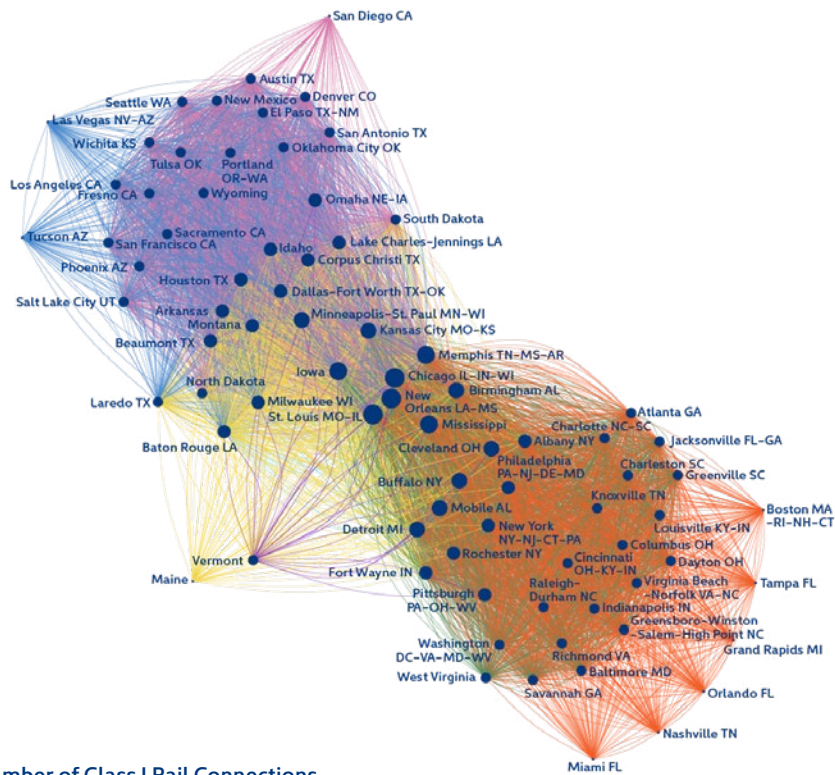 San Diego CA
Austin TX
Seattle WA
New Mexico
Denver CO
El Paso TX-NM
Las Vegas NV-AZ
San Antonio TX
Wichita KS
Oklahoma City OK
Tulsa OK
Portland
OR-WA
Los Angeles CA
Fresno CA
Wyoming
Omaha NE-IA
South Dakota
Tucson AZ
Sacramento CA
San Francisco CA
Idaho
Lake Charles-Jennings LA
Corpus Christi TX
Phoenix AZ
Houston TX
Dallas-Fort Worth TX-OK
Salt Lake City UT
Arkansas
Minneapolis-St. Paul MN-WI
Montana
Kansas City MO-KS
Beaumont TX
Memphis TN-MS-AR
Iowa
Chicago IL-IN-WI
North Dakota
Birmingham AL
Laredo TX
Milwaukee WI
New
Orleans LA-MS
St. Louis MO-IL
Atlanta GA
Mississippi
Charlotte NC-SC
Baton Rouge LA
Cleveland OH
Albany NY
Jacksonville FL-GA
Philadelphia
PA-NJ-DE-MD
Charleston SC
Greenville SC
Buffalo NY
Knoxville TN
Mobile AL
Boston MA
-RI-NH-CT
Detroit MI
New York
NY-NJ-CT-PA
Louisville KY-IN
Rochester NY
Columbus OH
Vermont
Cincinnati
OH-KY-IN
Dayton OH
Maine
Fort Wayne IN
Raleigh-
Durham NC
Virginia Beach
-Norfolk VA-NC
Tampa FL
Pittsburgh
PA-OH-WV
Indianapolis IN
Greensboro-Winston
-Salem-High Point NC
Washington
DC-VA-MD-WV
Richmond VA
Grand Rapids MI
West Virginia
Baltimore MD
Savannah GA
Orlando FL
Nashville TN
Miami FL
mber of Class I Rail Connections